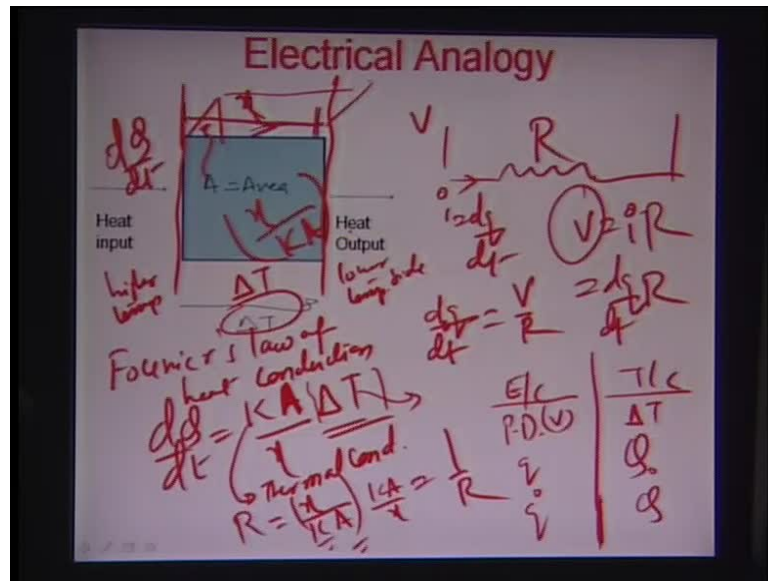 Electrical Analogy
x
dQ/dt
A = Area
x/KA
Heat input
Heat Output
higher temp
lower temp. side
ΔT
ΔT
Fourier's law of heat conduction
dQ/dt = KA(ΔT)/x
Thermal Cond.
R = (x/KA) KA/x = 1/R
V
R
i = dq/dt
V = iR
= dq/dt R
dq/dt = V/R
E/c T/c
P.D.(V) ΔT
q Q
q̇ Q̇